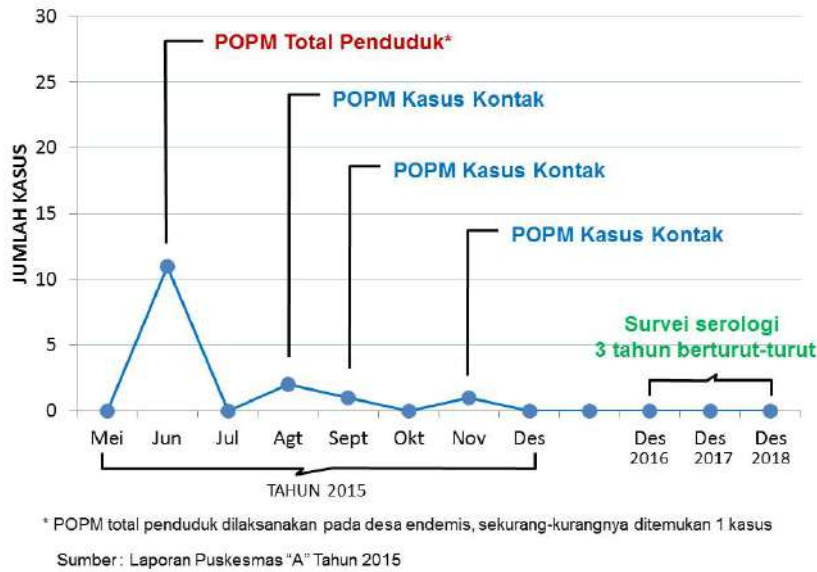 30
25
20
15
10
5
0
JUMLAH KASUS
POPM Total Penduduk*
POPM Kasus Kontak
POPM Kasus Kontak
POPM Kasus Kontak
Survei serologi
3 tahun berturut-turut
Mei Jun Jul Agt Sept Okt Nov Des Des Des Des
2016 2017 2018
TAHUN 2015
* POPM total penduduk dilaksanakan pada desa endemis, sekurang-kurangnya ditemukan 1 kasus
Sumber : Laporan Puskesmas "A" Tahun 2015